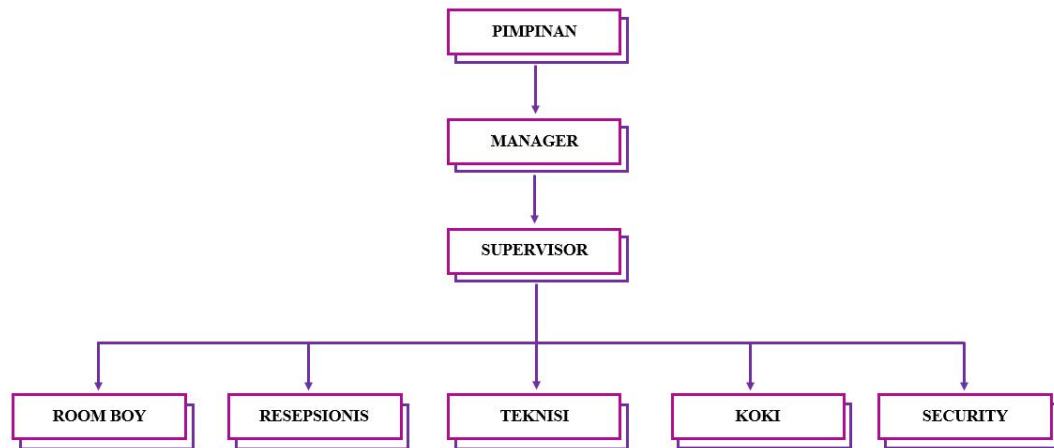 PIMPINAN
MANAGER
SUPERVISOR
ROOM BOY
RESEPSIONIS
TEKNISI
KOKI
SECURITY